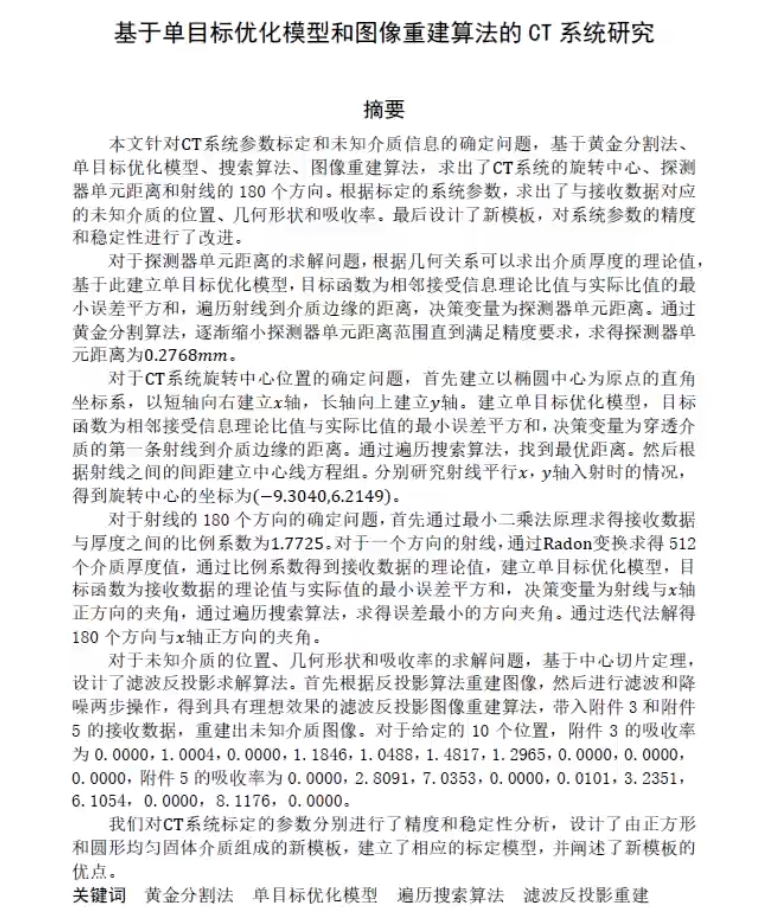 基于单目标优化模型和图像重建算法的 CT 系统研究
摘要
本文针对CT系统参数标定和未知介质信息的确定问题，基于黄金分割法、
单目标优化模型、搜索算法、图像重建算法，求出了CT系统的旋转中心、探测
器单元距离和射线的 180 个方向。根据标定的系统参数，求出了与接收数据对应
的未知介质的位置、几何形状和吸收率。最后设计了新模板，对系统参数的精度
和稳定性进行了改进。
对于探测器单元距离的求解问题，根据几何关系可以求出介质厚度的理论值，
基于此建立单目标优化模型，目标函数为相邻接受信息理论比值与实际比值的最
小误差平方和，遍历射线到介质边缘的距离，决策变量为探测器单元距离。通过
黄金分割算法，逐渐缩小探测器单元距离范围直到满足精度要求，求得探测器单
元距离为0.2768mm。
对于CT系统旋转中心位置的确定问题，首先建立以椭圆中心为原点的直角
坐标系，以短轴向右建立x轴，长轴向上建立y轴。建立单目标优化模型，目标
函数为相邻接受信息理论比值与实际比值的最小误差平方和，决策变量为穿透介
质的第一条射线到介质边缘的距离。通过遍历搜索算法，找到最优距离。然后根
据射线之间的间距建立中心线方程组。分别研究射线平行x，y轴入射时的情况，
得到旋转中心的坐标为(−9.3040,6.2149)。
对于射线的 180 个方向的确定问题，首先通过最小二乘法原理求得接收数据
与厚度之间的比例系数为1.7725。对于一个方向的射线，通过Radon变换求得 512
个介质厚度值，通过比例系数得到接收数据的理论值，建立单目标优化模型，目
标函数为接收数据的理论值与实际值的最小误差平方和，决策变量为射线与x轴
正方向的夹角，通过遍历搜索算法，求得误差最小的方向夹角。通过迭代法解得
180 个方向与x轴正方向的夹角。
对于未知介质的位置、几何形状和吸收率的求解问题，基于中心切片定理，
设计了滤波反投影求解算法。首先根据反投影算法重建图像，然后进行滤波和降
噪两步操作，得到具有理想效果的滤波反投影图像重建算法，带入附件 3 和附件
5 的接收数据，重建出未知介质图像。对于给定的 10 个位置，附件 3 的吸收率
为 0.0000，1.0004，0.0000，1.1846，1.0488，1.4817，1.2965，0.0000，0.0000，
0.0000，附件 5 的吸收率为 0.0000，2.8091，7.0353，0.0000，0.0101，3.2351，
6.1054，0.0000，8.1176，0.0000。
我们对CT系统标定的参数分别进行了精度和稳定性分析，设计了由正方形
和圆形均匀固体介质组成的新模板，建立了相应的标定模型，并阐述了新模板的
优点。
关键词 黄金分割法 单目标优化模型 遍历搜索算法 滤波反投影重建